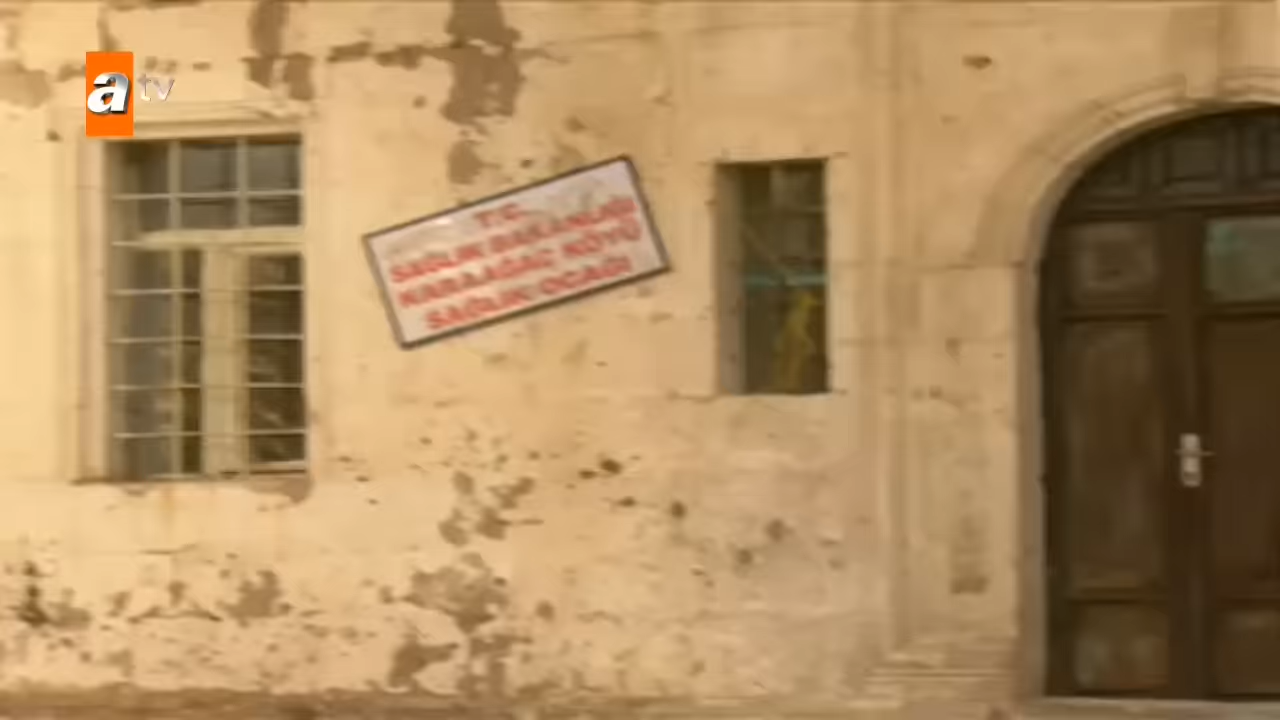 atv
T.C.
SAĞLIK BAKANLIĞI
KARAAĞAÇ KÖYÜ
SAĞLIK OCAĞI